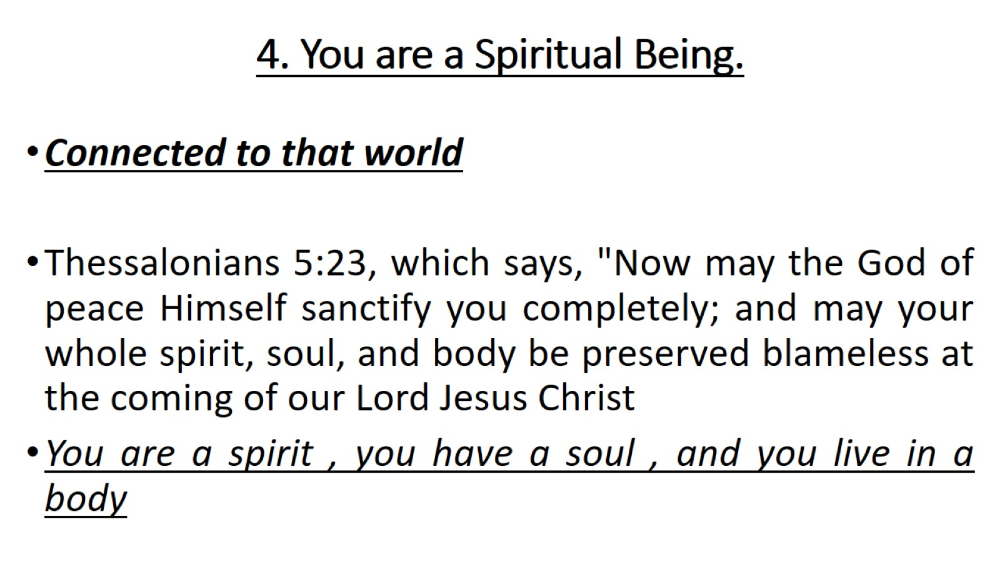 4. You are a Spiritual Being.
• Connected to that world
• Thessalonians 5:23, which says, "Now may the God of
peace Himself sanctify you completely; and may your
whole spirit, soul, and body be preserved blameless at
the coming of our Lord Jesus Christ
• You are a spirit , you have a soul , and you live in a
body